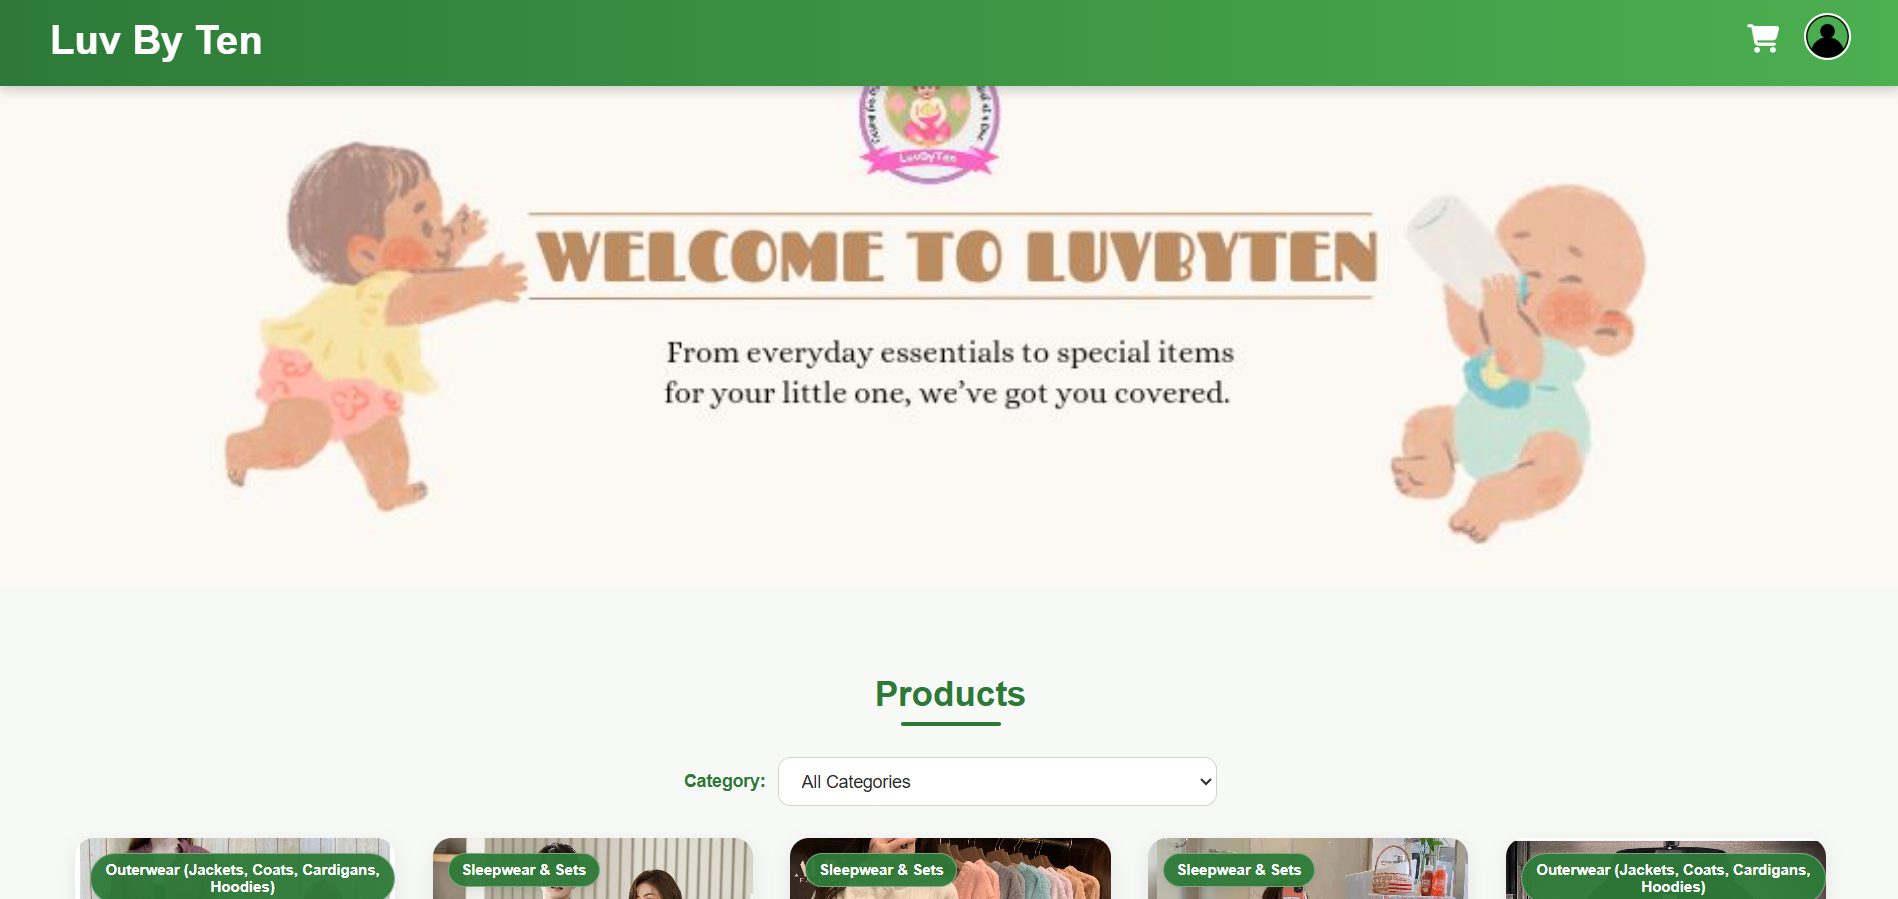 Luv By Ten
LuvByTen
WELCOME TO LUVBYTEN
From everyday essentials to special items
for your little one, we've got you covered.
Products
Category:
All Categories
Outerwear (Jackets, Coats, Cardigans,
Hoodies)
Sleepwear & Sets
Sleepwear & Sets
Sleepwear & Sets
Outerwear (Jackets, Coats, Cardigans,
Hoodies)